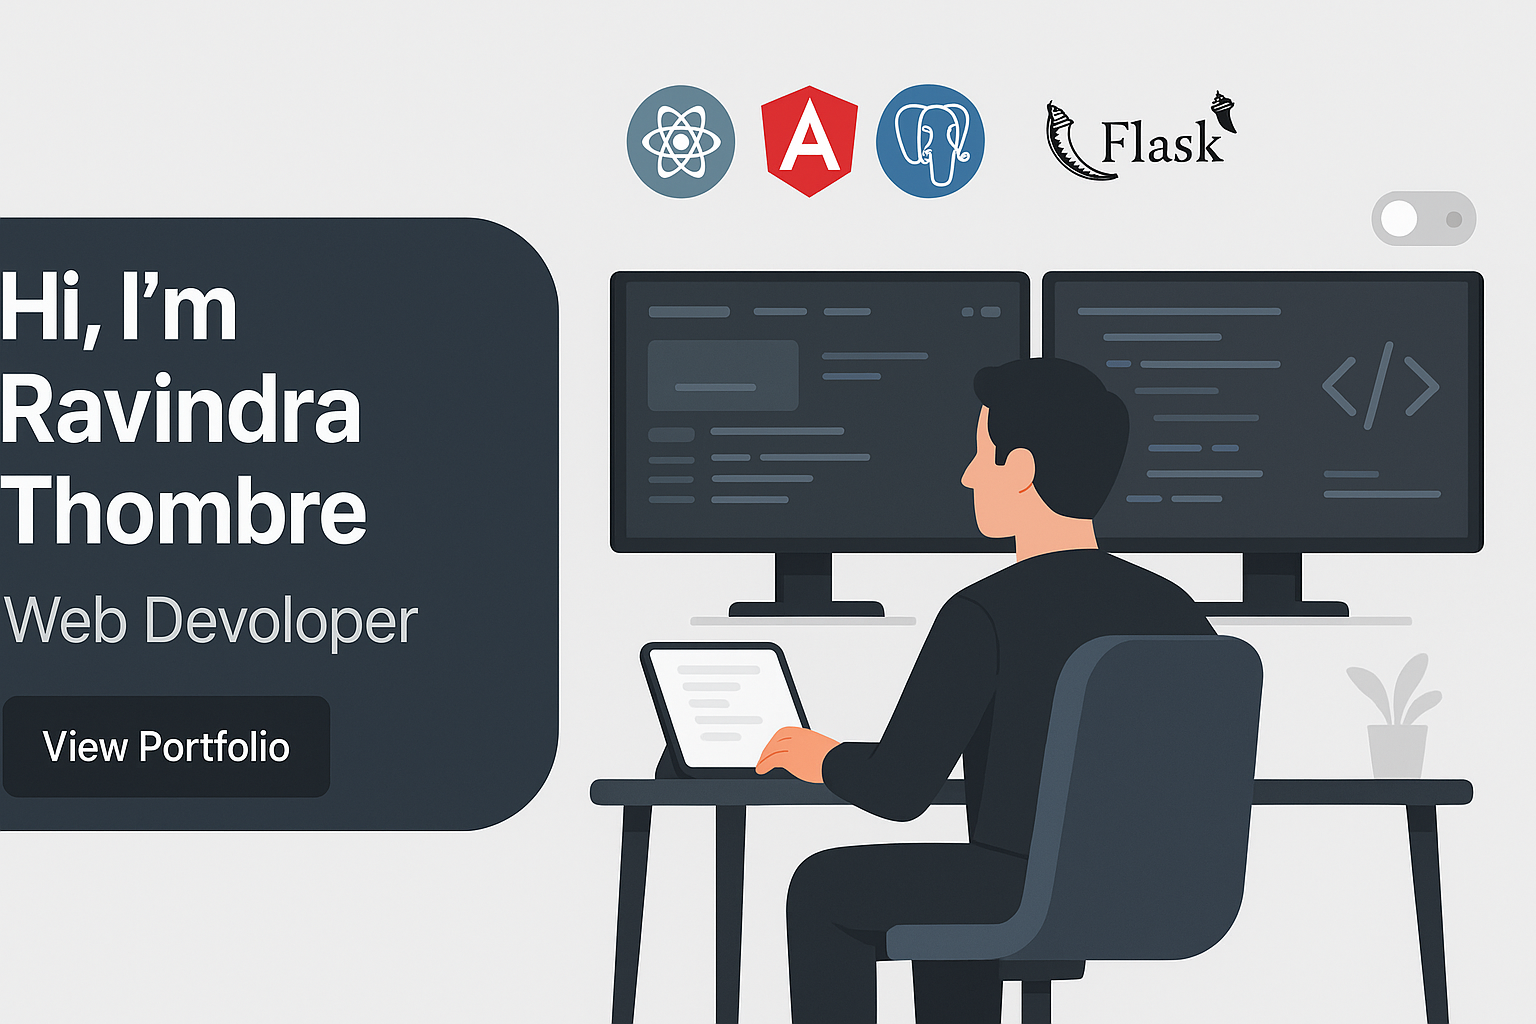 Flask
Hi, I'm
Ravindra
Thombre
Web Devoloper
View Portfolio